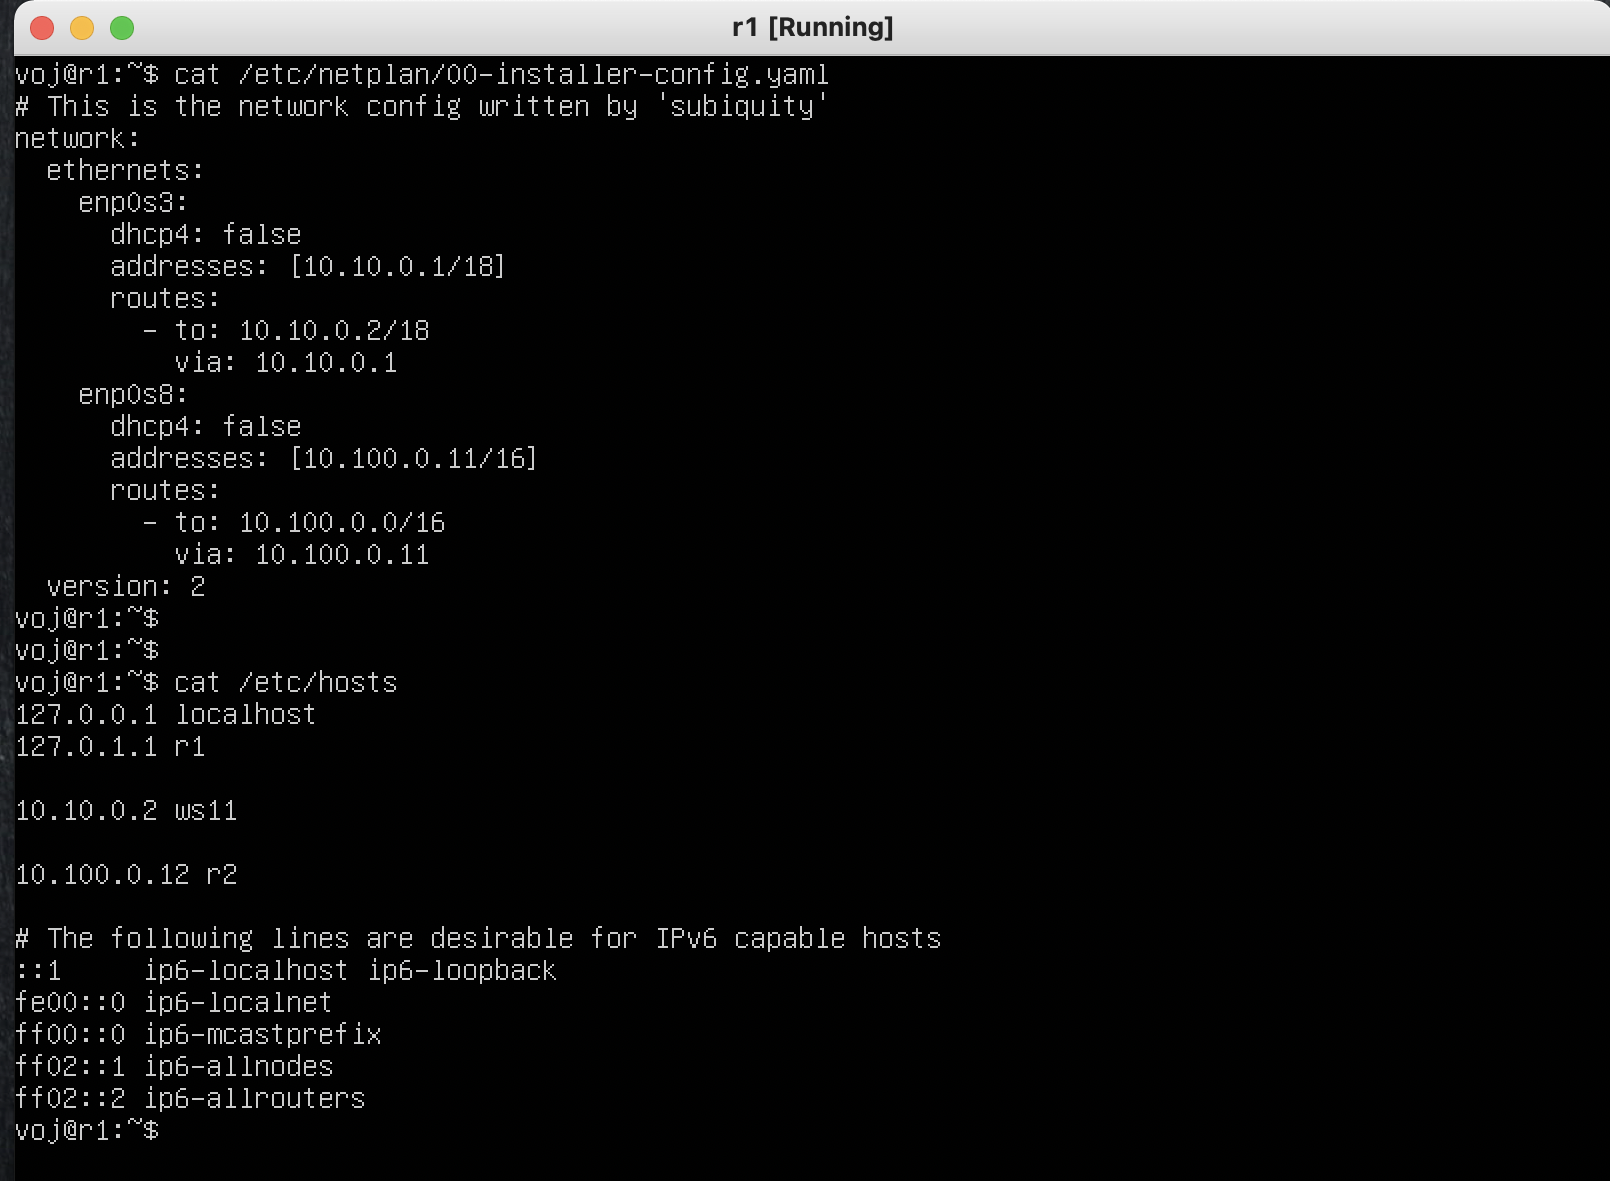 r1 [Running]
voj@r1:~$ cat /etc/netplan/00-installer-config.yaml
# This is the network config written by 'subiquity'
network:
  ethernets:
    enp0s3:
      dhcp4: false
      addresses: [10.10.0.1/18]
      routes:
        - to: 10.10.0.2/18
          via: 10.10.0.1
    enp0s8:
      dhcp4: false
      addresses: [10.100.0.11/16]
      routes:
        - to: 10.100.0.0/16
          via: 10.100.0.11
  version: 2
voj@r1:~$
voj@r1:~$
voj@r1:~$ cat /etc/hosts
127.0.0.1 localhost
127.0.1.1 r1
10.10.0.2 ws11
10.100.0.12 r2
# The following lines are desirable for IPv6 capable hosts
::1     ip6-localhost ip6-loopback
fe00::0 ip6-localnet
ff00::0 ip6-mcastprefix
ff02::1 ip6-allnodes
ff02::2 ip6-allrouters
voj@r1:~$